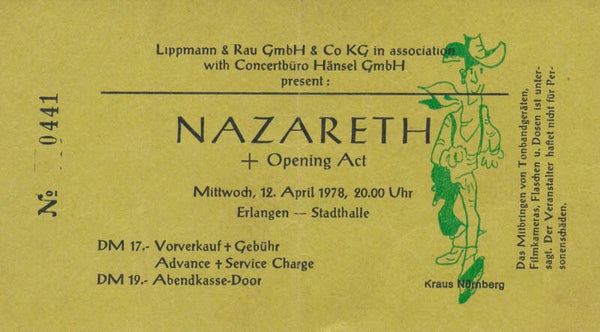 Lippmann & Rau GmbH & Co KG in association
with Concertbüro Hänsel GmbH
present :
NAZARETH
+ Opening Act
Mittwoch, 12. April 1978, 20.00 Uhr
Erlangen — Stadthalle
DM 17.- Vorverkauf + Gebühr
Advance + Service Charge
DM 19.- Abendkasse-Door
Kraus Nürnberg
№ 0441
Das Mitbringen von Tonbandgeräten,
Filmkameras, Flaschen u. Dosen ist unter-
sagt. Der Veranstalter haftet nicht für Per-
sonenschäden.